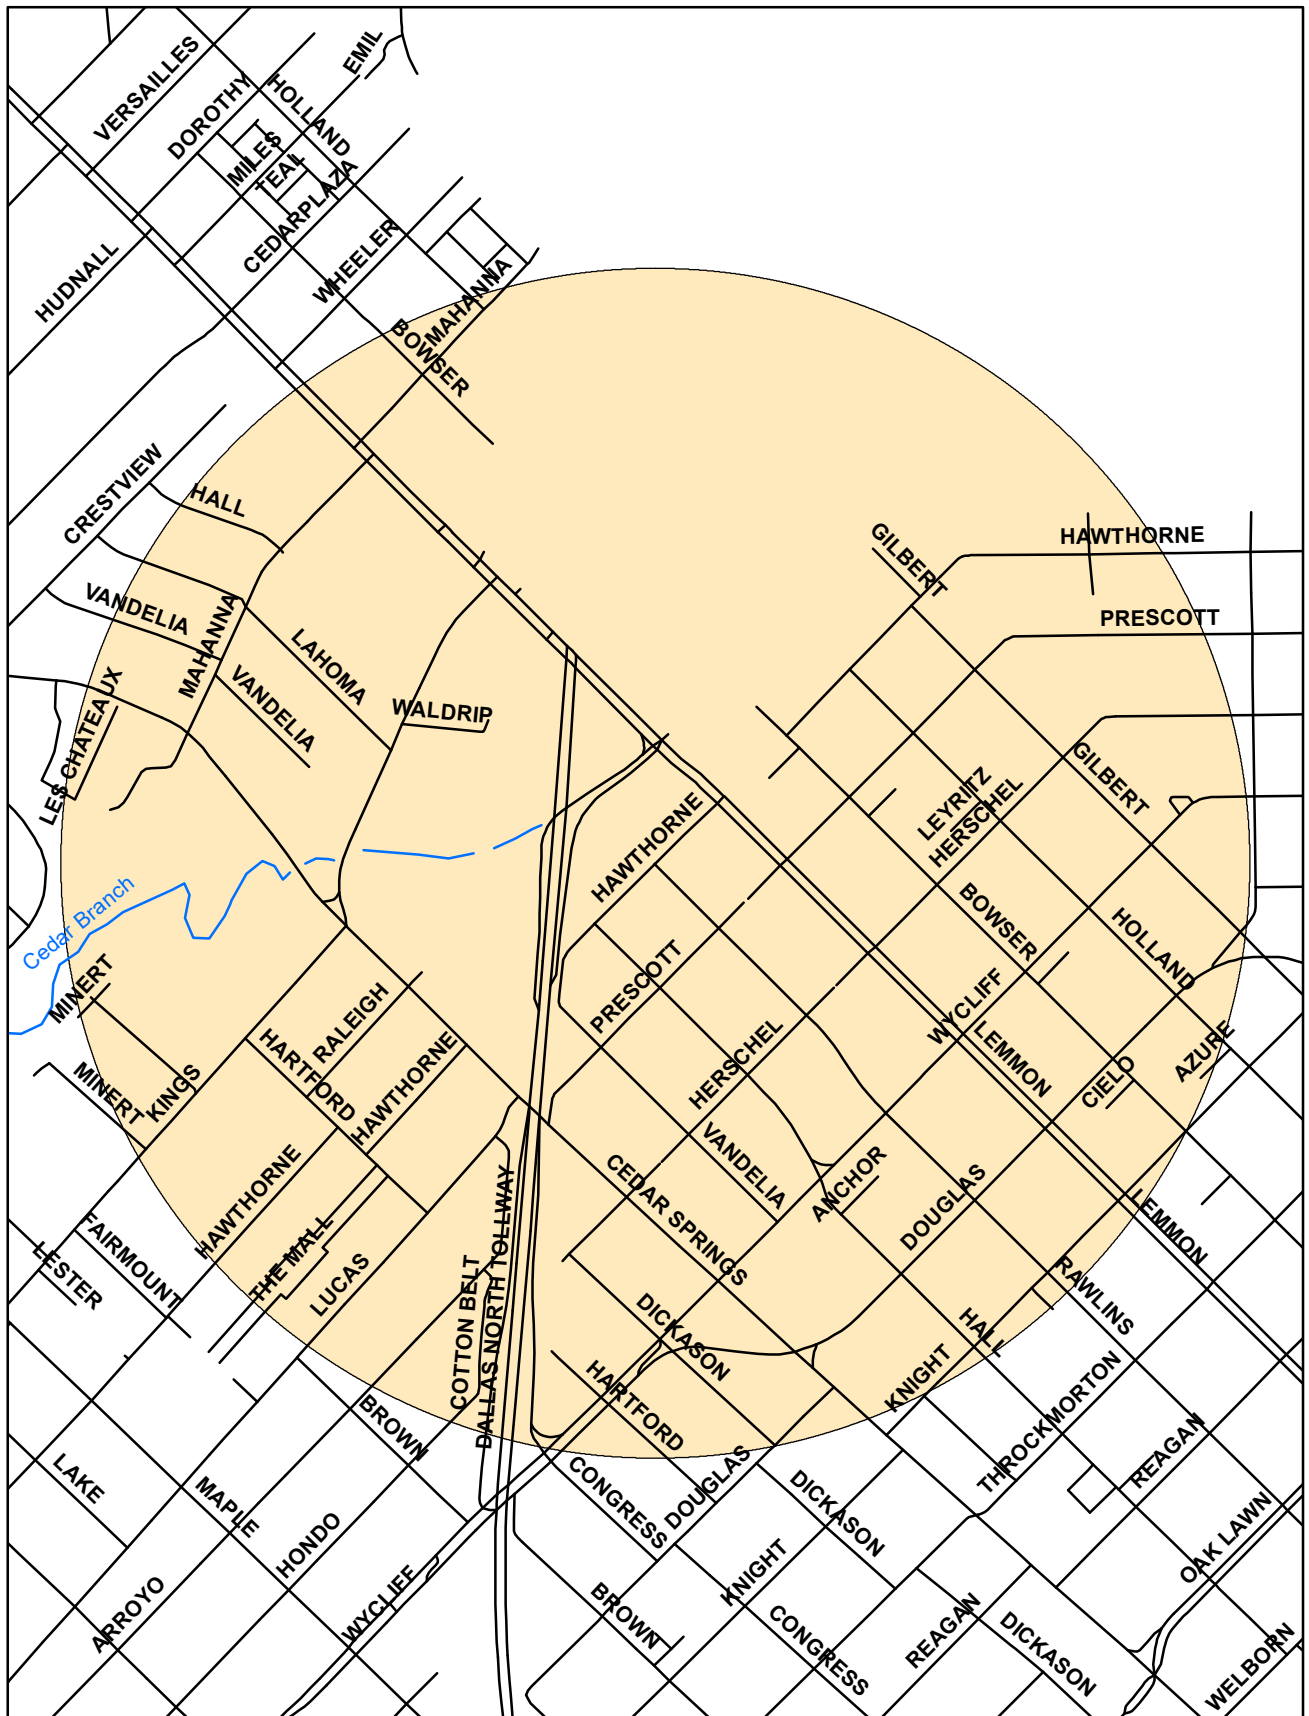 VERSAILLES
EMIL
DOROTHY
HOLLAND
MILES
TEAL
CEDARPLAZA
WHEELER
HUDNALL
MAHANNA
BOWSER
CRESTVIEW
HALL
GILBERT
HAWTHORNE
PRESCOTT
VANDELIA
MAHANNA
LAHOMA
VANDELIA
WALDRIP
LES CHATEAUX
GILBERT
LEYRITZ
HERSCHEL
HAWTHORNE
BOWSER
HOLLAND
Cedar Branch
MINERT
PRESCOTT
WYCLIFF
RALEIGH
HARTFORD
HAWTHORNE
LEMMON
AZURE
CIELO
HERSCHEL
MINERT
KINGS
VANDELIA
ANCHOR
CEDAR SPRINGS
DOUGLAS
HAWTHORNE
LEMMON
FAIRMOUNT
THE MALL
LESTER
LUCAS
COTTON BELT
DALLAS NORTH TOLLWAY
RAWLINS
DICKASON
HALL
KNIGHT
HARTFORD
BROWN
THROCKMORTON
REAGAN
LAKE
MAPLE
CONGRESS
DOUGLAS
DICKASON
OAK LAWN
HONDO
KNIGHT
ARROYO
WYCLIFF
BROWN
CONGRESS
REAGAN
DICKASON
WELBORN